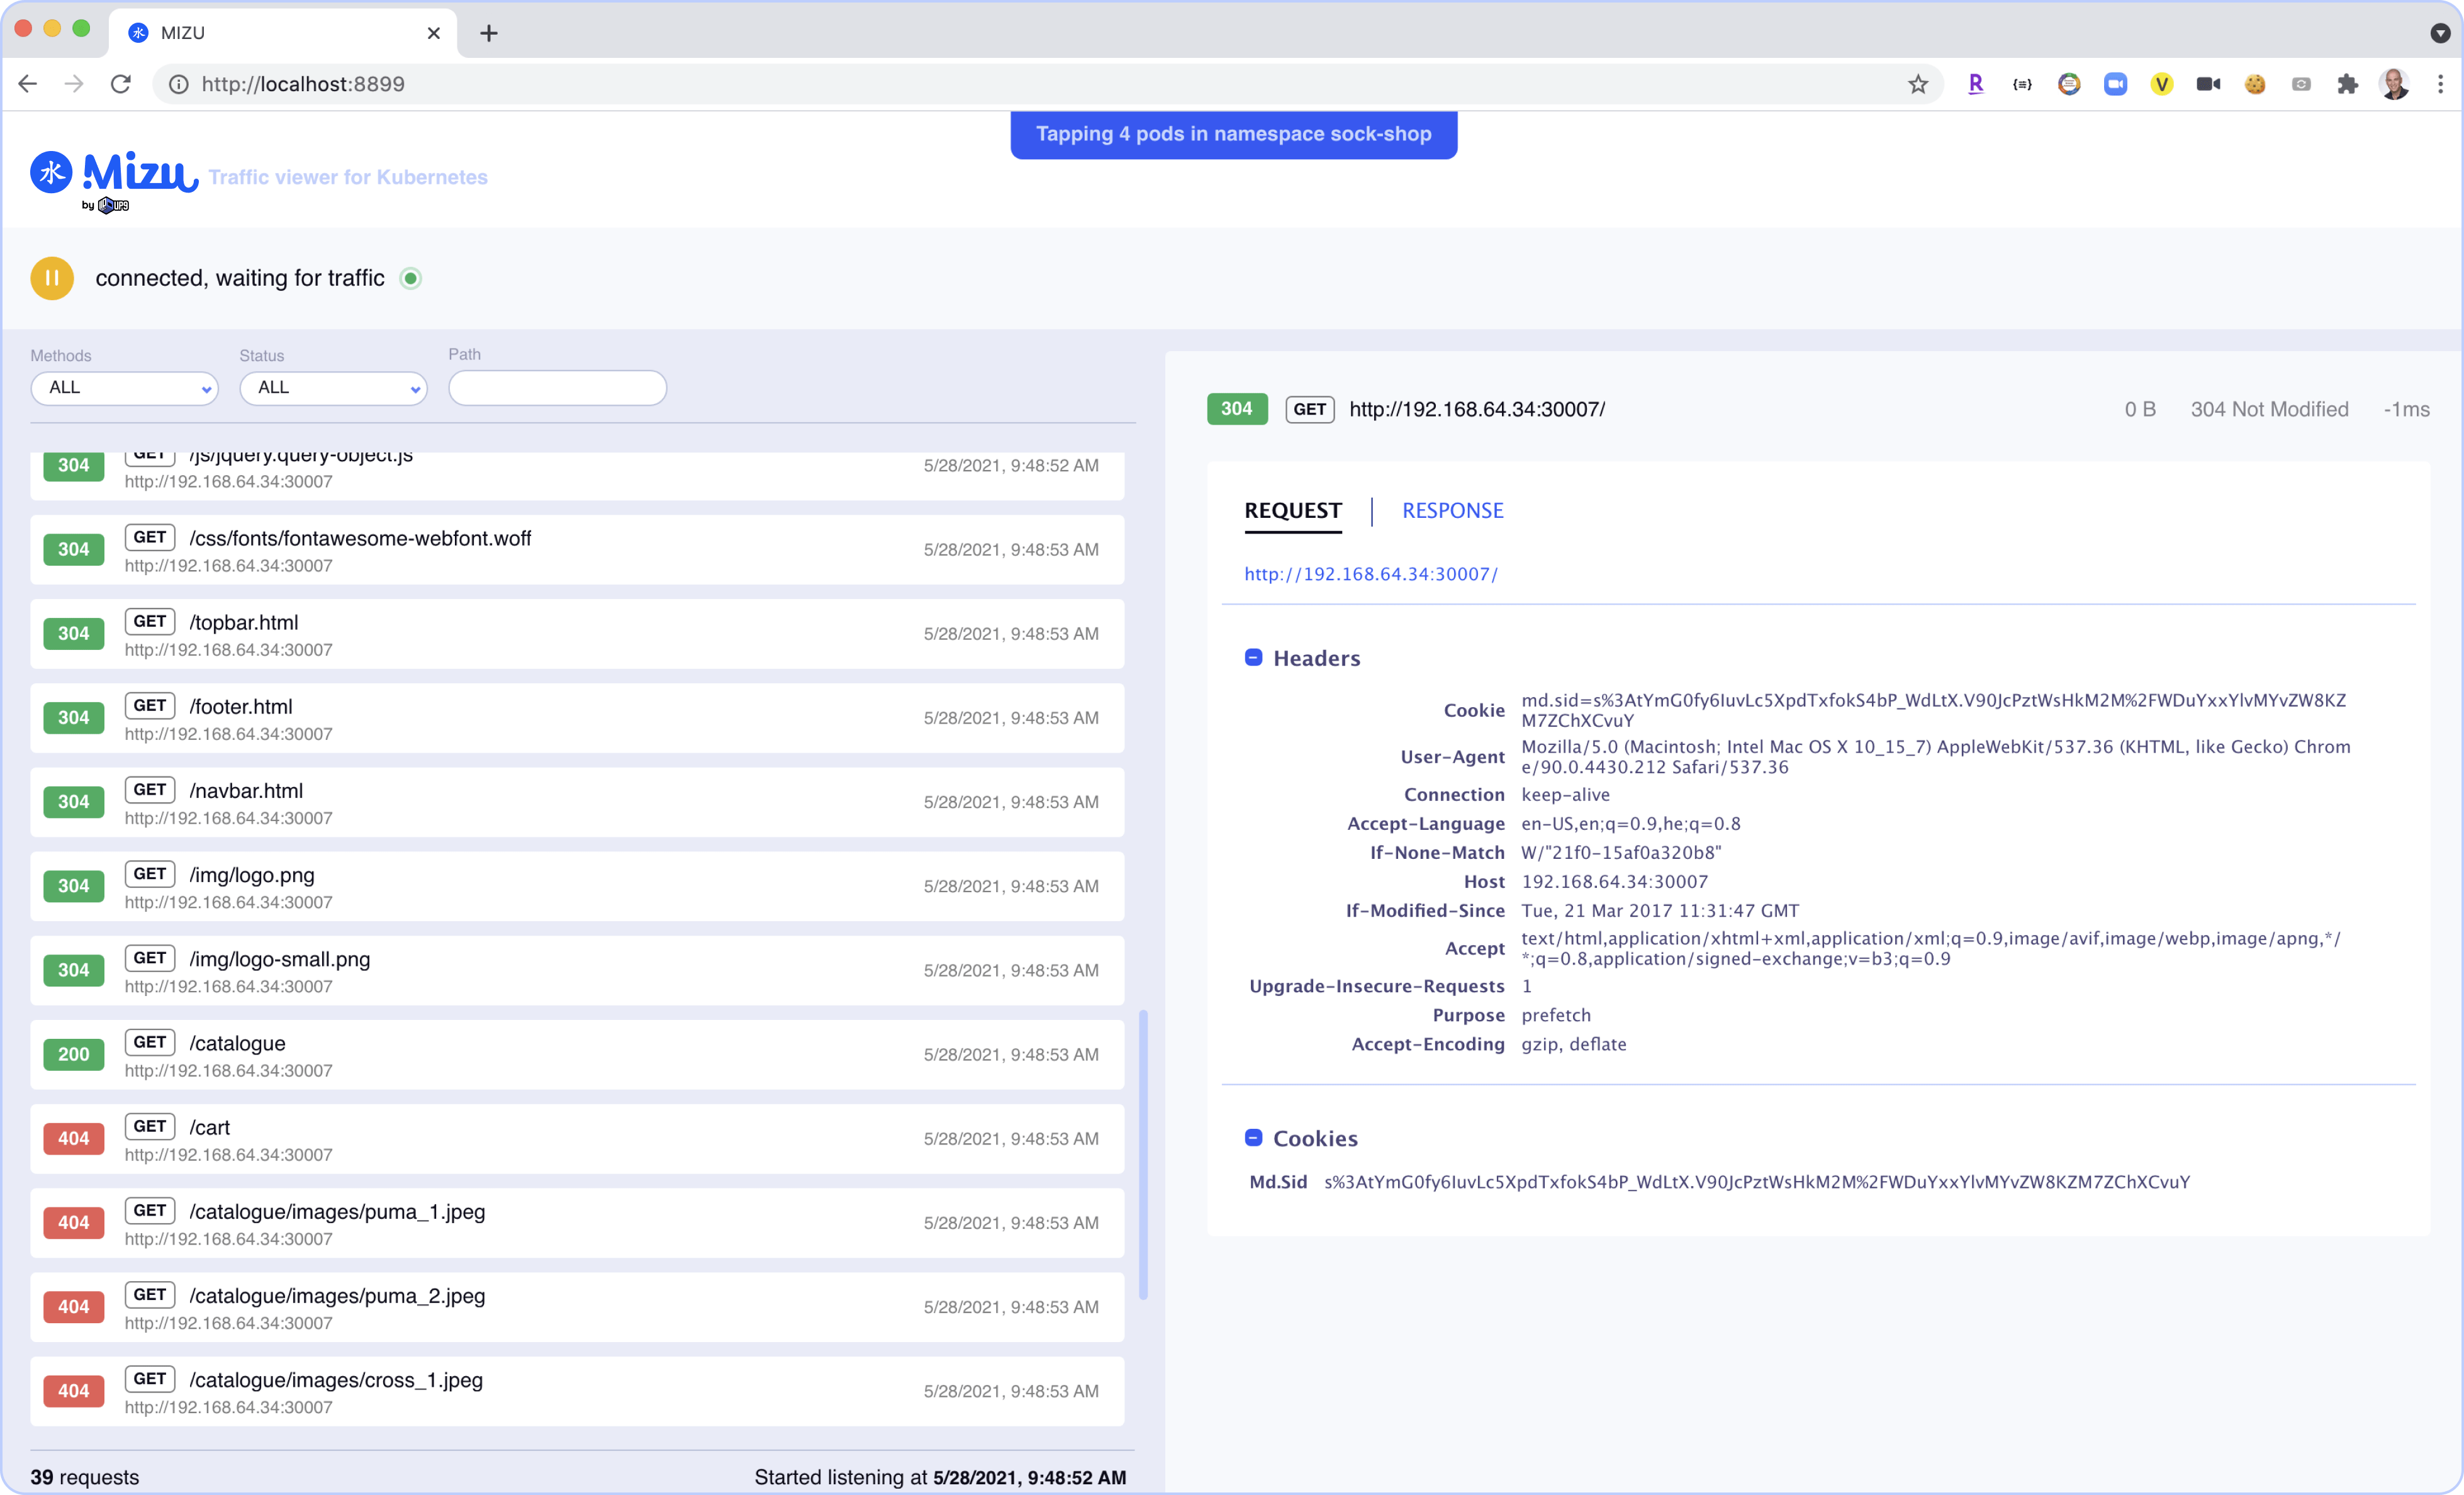 水 MIZU
http://localhost:8899
R {≡} V
Tapping 4 pods in namespace sock-shop
水 Mizu Traffic viewer for Kubernetes
by UP9
connected, waiting for traffic
Methods Status Path
ALL ALL
304 GET /js/jquery.query-object.js 5/28/2021, 9:48:52 AM
http://192.168.64.34:30007
304 GET /css/fonts/fontawesome-webfont.woff 5/28/2021, 9:48:53 AM
http://192.168.64.34:30007
304 GET /topbar.html 5/28/2021, 9:48:53 AM
http://192.168.64.34:30007
304 GET /footer.html 5/28/2021, 9:48:53 AM
http://192.168.64.34:30007
304 GET /navbar.html 5/28/2021, 9:48:53 AM
http://192.168.64.34:30007
304 GET /img/logo.png 5/28/2021, 9:48:53 AM
http://192.168.64.34:30007
304 GET /img/logo-small.png 5/28/2021, 9:48:53 AM
http://192.168.64.34:30007
200 GET /catalogue 5/28/2021, 9:48:53 AM
http://192.168.64.34:30007
404 GET /cart 5/28/2021, 9:48:53 AM
http://192.168.64.34:30007
404 GET /catalogue/images/puma_1.jpeg 5/28/2021, 9:48:53 AM
http://192.168.64.34:30007
404 GET /catalogue/images/puma_2.jpeg 5/28/2021, 9:48:53 AM
http://192.168.64.34:30007
404 GET /catalogue/images/cross_1.jpeg 5/28/2021, 9:48:53 AM
http://192.168.64.34:30007
39 requests Started listening at 5/28/2021, 9:48:52 AM
304 GET http://192.168.64.34:30007/ 0 B 304 Not Modified -1ms
REQUEST RESPONSE
http://192.168.64.34:30007/
Headers
Cookie md.sid=s%3AtYmG0fy6IuvLc5XpdTxfokS4bP_WdLtX.V90JcPztWsHkM2M%2FWDuYxxYlvMYvZW8KZ
M7ZChXCvuY
User-Agent Mozilla/5.0 (Macintosh; Intel Mac OS X 10_15_7) AppleWebKit/537.36 (KHTML, like Gecko) Chrom
e/90.0.4430.212 Safari/537.36
Connection keep-alive
Accept-Language en-US,en;q=0.9,he;q=0.8
If-None-Match W/"21f0-15af0a320b8"
Host 192.168.64.34:30007
If-Modified-Since Tue, 21 Mar 2017 11:31:47 GMT
Accept text/html,application/xhtml+xml,application/xml;q=0.9,image/avif,image/webp,image/apng,*/
*;q=0.8,application/signed-exchange;v=b3;q=0.9
Upgrade-Insecure-Requests 1
Purpose prefetch
Accept-Encoding gzip, deflate
Cookies
Md.Sid s%3AtYmG0fy6IuvLc5XpdTxfokS4bP_WdLtX.V90JcPztWsHkM2M%2FWDuYxxYlvMYvZW8KZM7ZChXCvuY